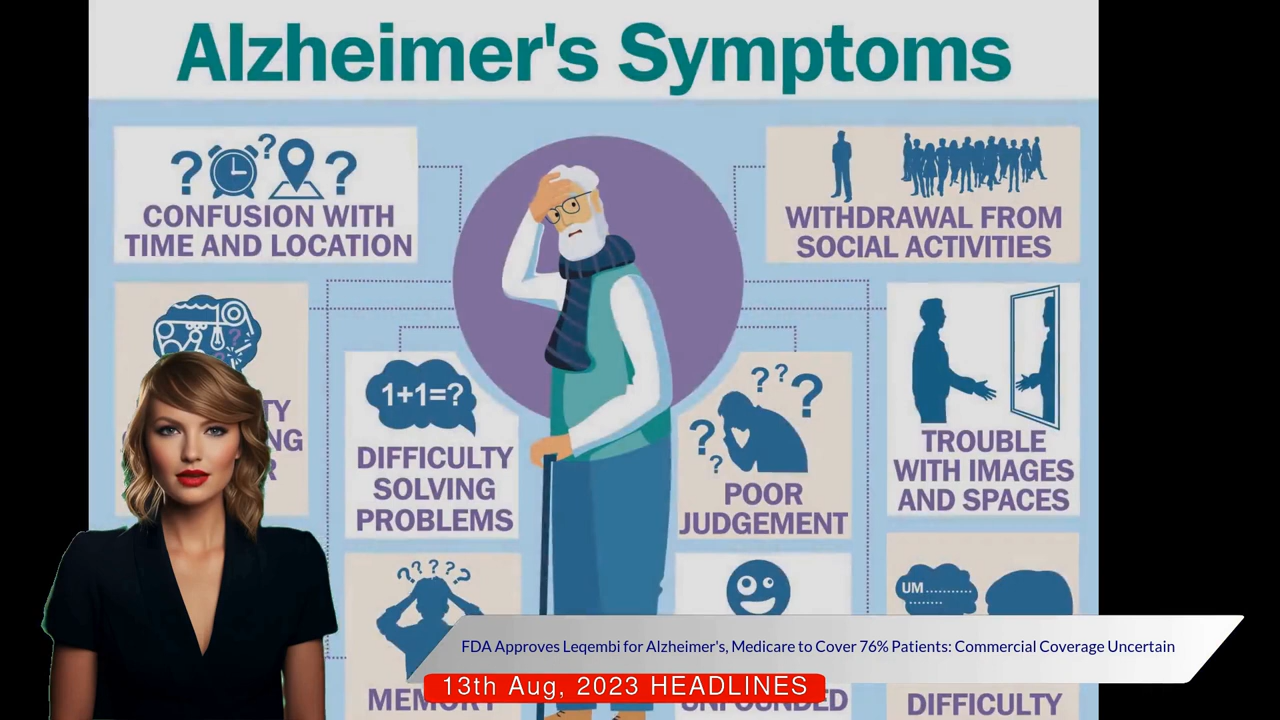 Alzheimer's Symptoms
? ? ?
CONFUSION WITH
TIME AND LOCATION
WITHDRAWAL FROM
SOCIAL ACTIVITIES
1+1=?
DIFFICULTY
SOLVING
PROBLEMS
? ? ?
? ?
POOR
JUDGEMENT
TROUBLE
WITH IMAGES
AND SPACES
?????
UM
FDA Approves Leqembi for Alzheimer's, Medicare to Cover 76% Patients: Commercial Coverage Uncertain
13th Aug, 2023 HEADLINES
DIFFICULTY